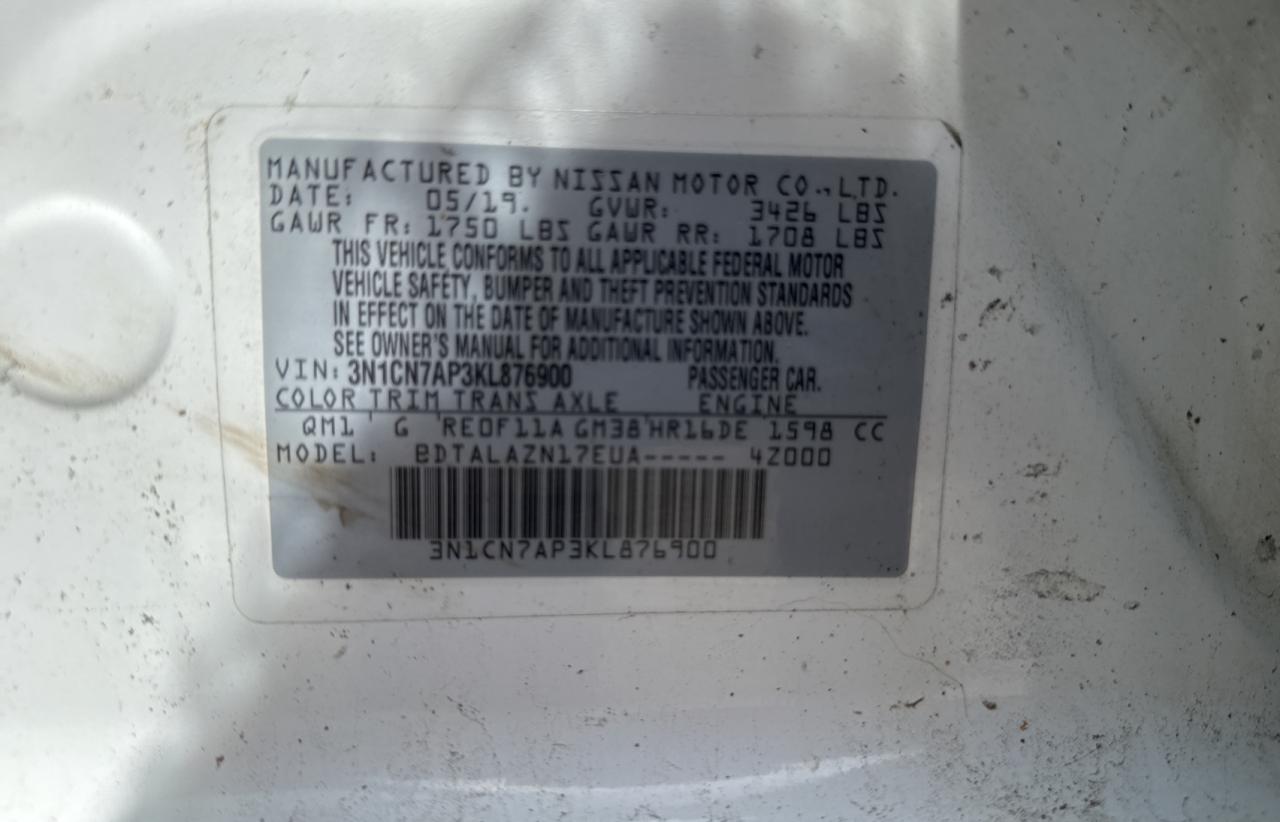 MANUFACTURED BY NISSAN MOTOR CO., LTD.
DATE: 05/19. GVWR: 3426 LBS
GAWR FR: 1750 LBS GAWR RR: 1708 LBS
THIS VEHICLE CONFORMS TO ALL APPLICABLE FEDERAL MOTOR
VEHICLE SAFETY, BUMPER AND THEFT PREVENTION STANDARDS
IN EFFECT ON THE DATE OF MANUFACTURE SHOWN ABOVE.
SEE OWNER'S MANUAL FOR ADDITIONAL INFORMATION.
VIN: 3N1CN7AP3KL876900 PASSENGER CAR.
COLOR TRIM TRANS AXLE ENGINE
QM1 G RE0F11A GM38 HR16DE 1598 CC
MODEL: BDTALAZN17EUA----- 4Z000
3N1CN7AP3KL876900